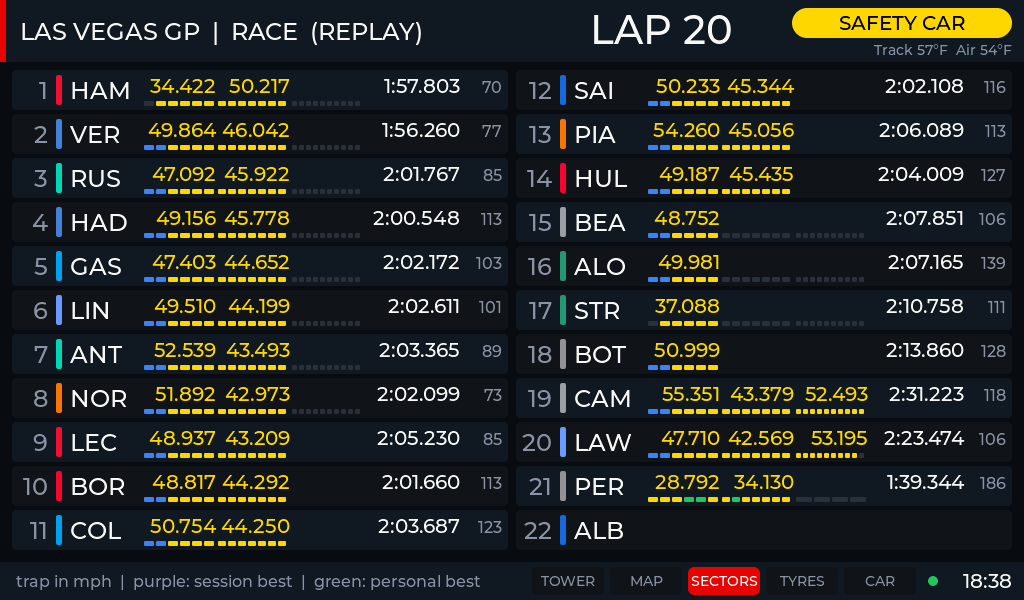 LAS VEGAS GP | RACE (REPLAY)
LAP 20
SAFETY CAR
Track 57°F Air 54°F
1 HAM 34.422 50.217 1:57.803 70
2 VER 49.864 46.042 1:56.260 77
3 RUS 47.092 45.922 2:01.767 85
4 HAD 49.156 45.778 2:00.548 113
5 GAS 47.403 44.652 2:02.172 103
6 LIN 49.510 44.199 2:02.611 101
7 ANT 52.539 43.493 2:03.365 89
8 NOR 51.892 42.973 2:02.099 73
9 LEC 48.937 43.209 2:05.230 85
10 BOR 48.817 44.292 2:01.660 113
11 COL 50.754 44.250 2:03.687 123
12 SAI 50.233 45.344 2:02.108 116
13 PIA 54.260 45.056 2:06.089 113
14 HUL 49.187 45.435 2:04.009 127
15 BEA 48.752 2:07.851 106
16 ALO 49.981 2:07.165 139
17 STR 37.088 2:10.758 111
18 BOT 50.999 2:13.860 128
19 CAM 55.351 43.379 52.493 2:31.223 118
20 LAW 47.710 42.569 53.195 2:23.474 106
21 PER 28.792 34.130 1:39.344 186
22 ALB
trap in mph | purple: session best | green: personal best
TOWER MAP SECTORS TYRES CAR 18:38